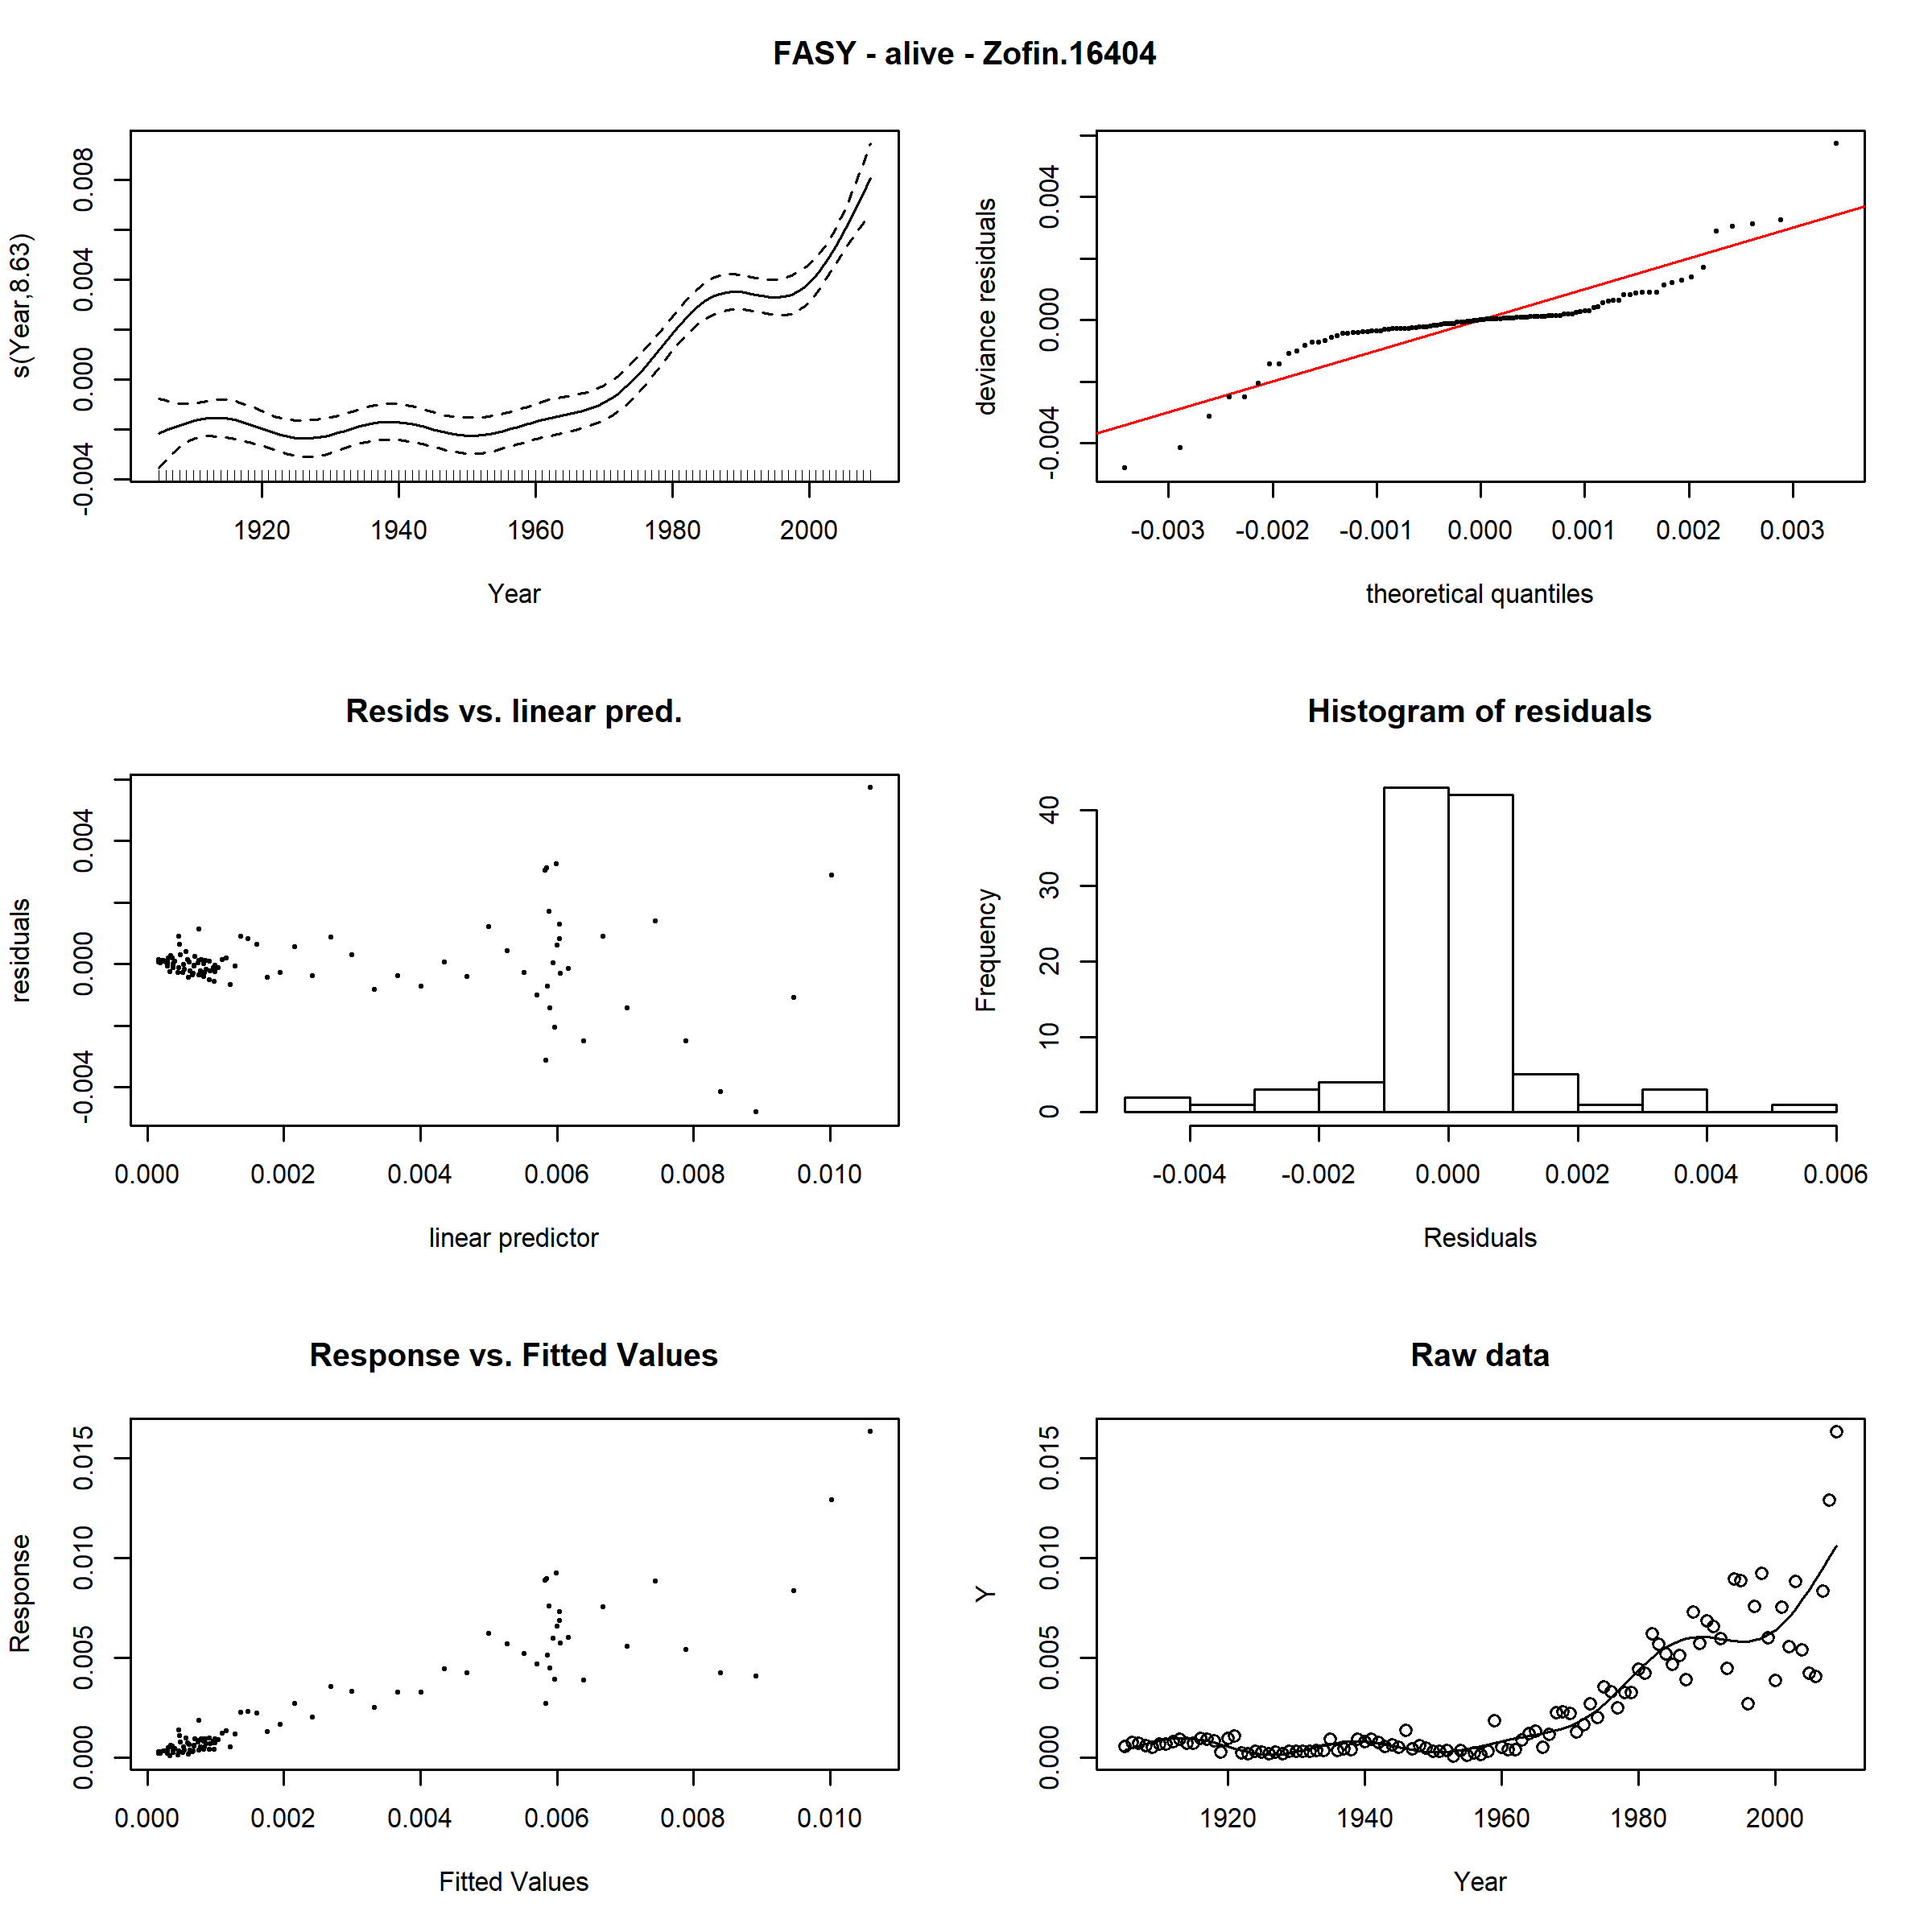 FASY - alive - Zofin.16404
s(Year,8.63)
-0.004 0.000 0.004 0.008
1920 1940 1960 1980 2000
Year
deviance residuals
-0.004 0.000 0.004
-0.003 -0.002 -0.001 0.000 0.001 0.002 0.003
theoretical quantiles
Resids vs. linear pred.
residuals
-0.004 0.000 0.004
0.000 0.002 0.004 0.006 0.008 0.010
linear predictor
Histogram of residuals
Frequency
0 10 20 30 40
-0.004 -0.002 0.000 0.002 0.004 0.006
Residuals
Response vs. Fitted Values
Response
0.000 0.005 0.010 0.015
0.000 0.002 0.004 0.006 0.008 0.010
Fitted Values
Raw data
Y
0.000 0.005 0.010 0.015
1920 1940 1960 1980 2000
Year